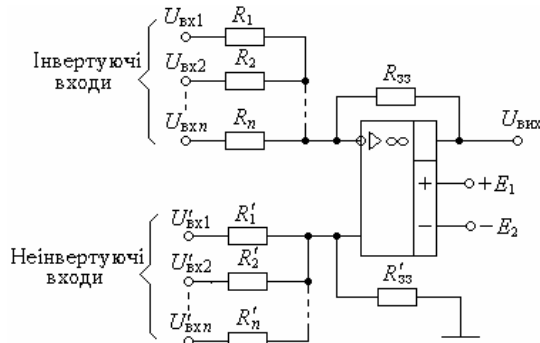 Інвертуючі
входи
Uвх1
R1
Uвх2
R2
Uвхn
Rn
Rзз
▷∞
Uвих
+
+E1
−
−E2
Неінвертуючі
входи
U′вх1
R′1
U′вх2
R′2
U′вхn
R′n
R′зз